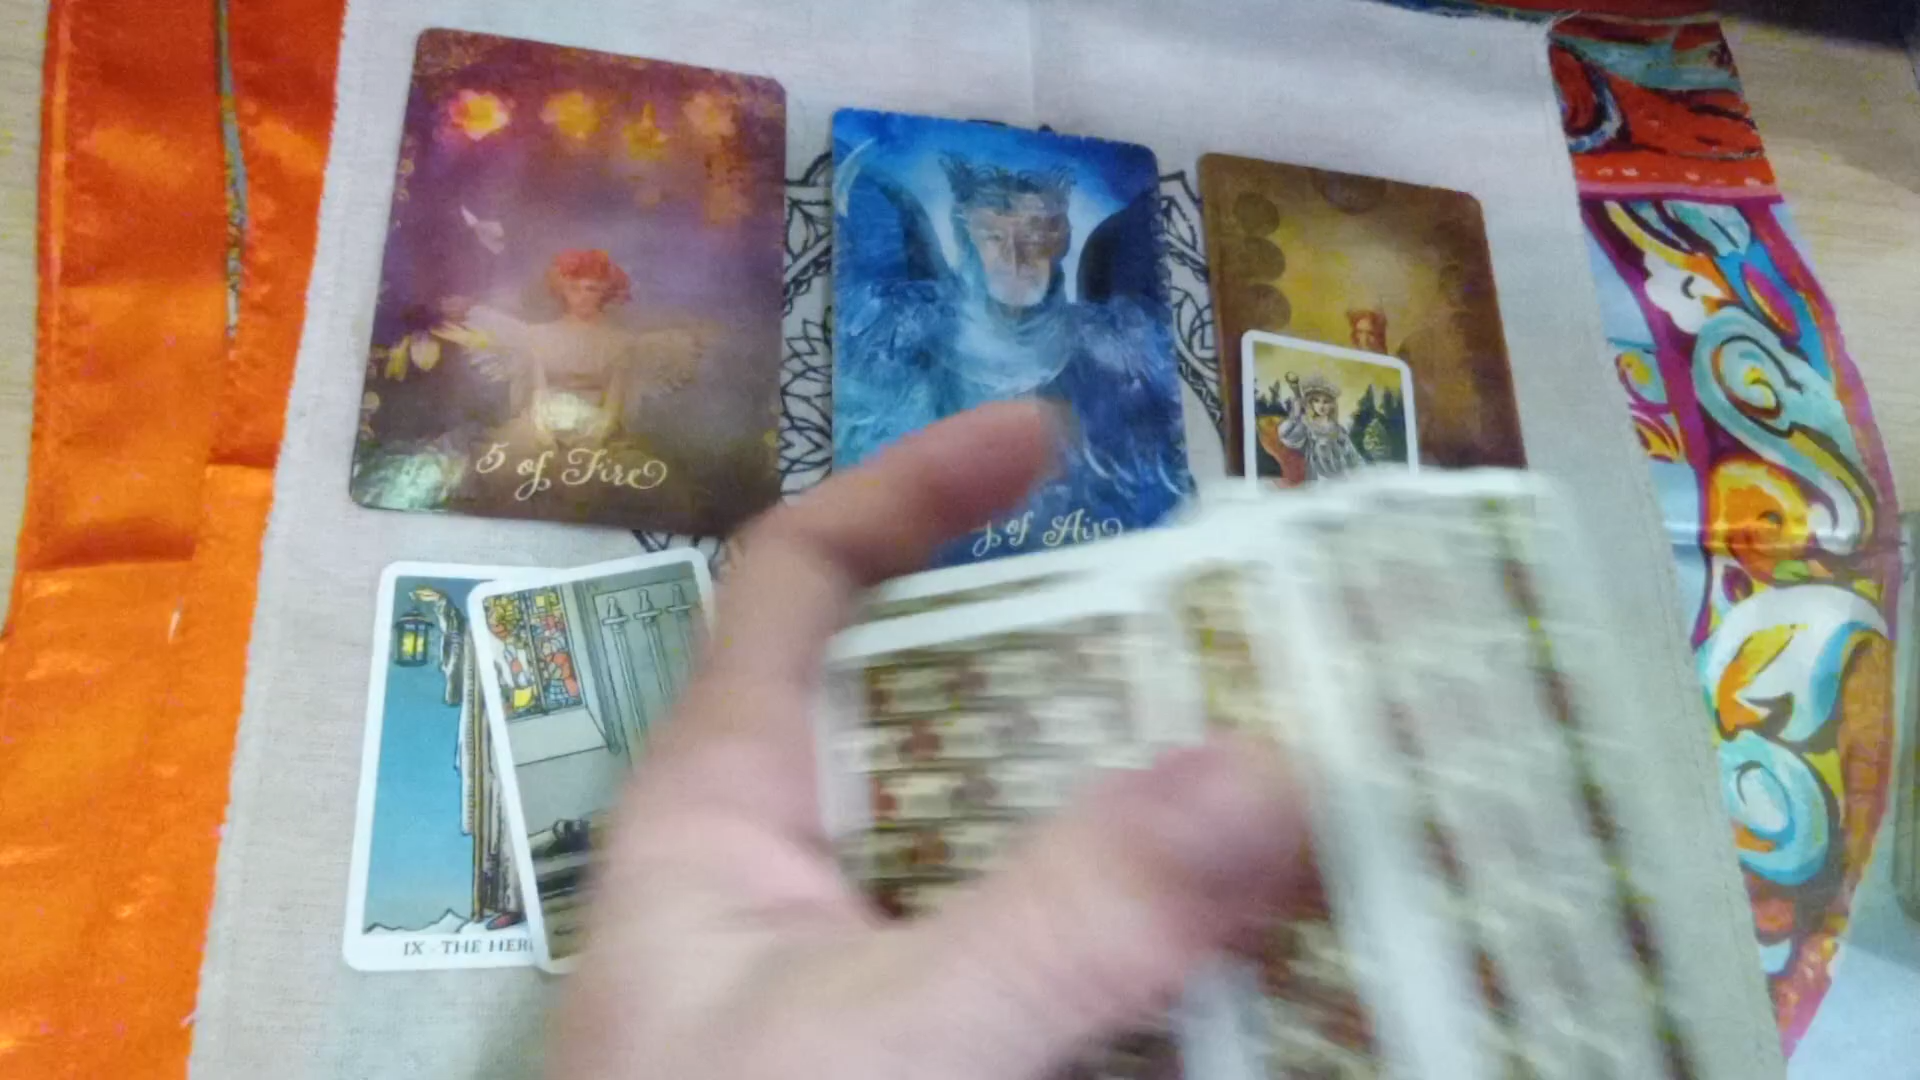 5 of Fire
of Air
IX THE HER